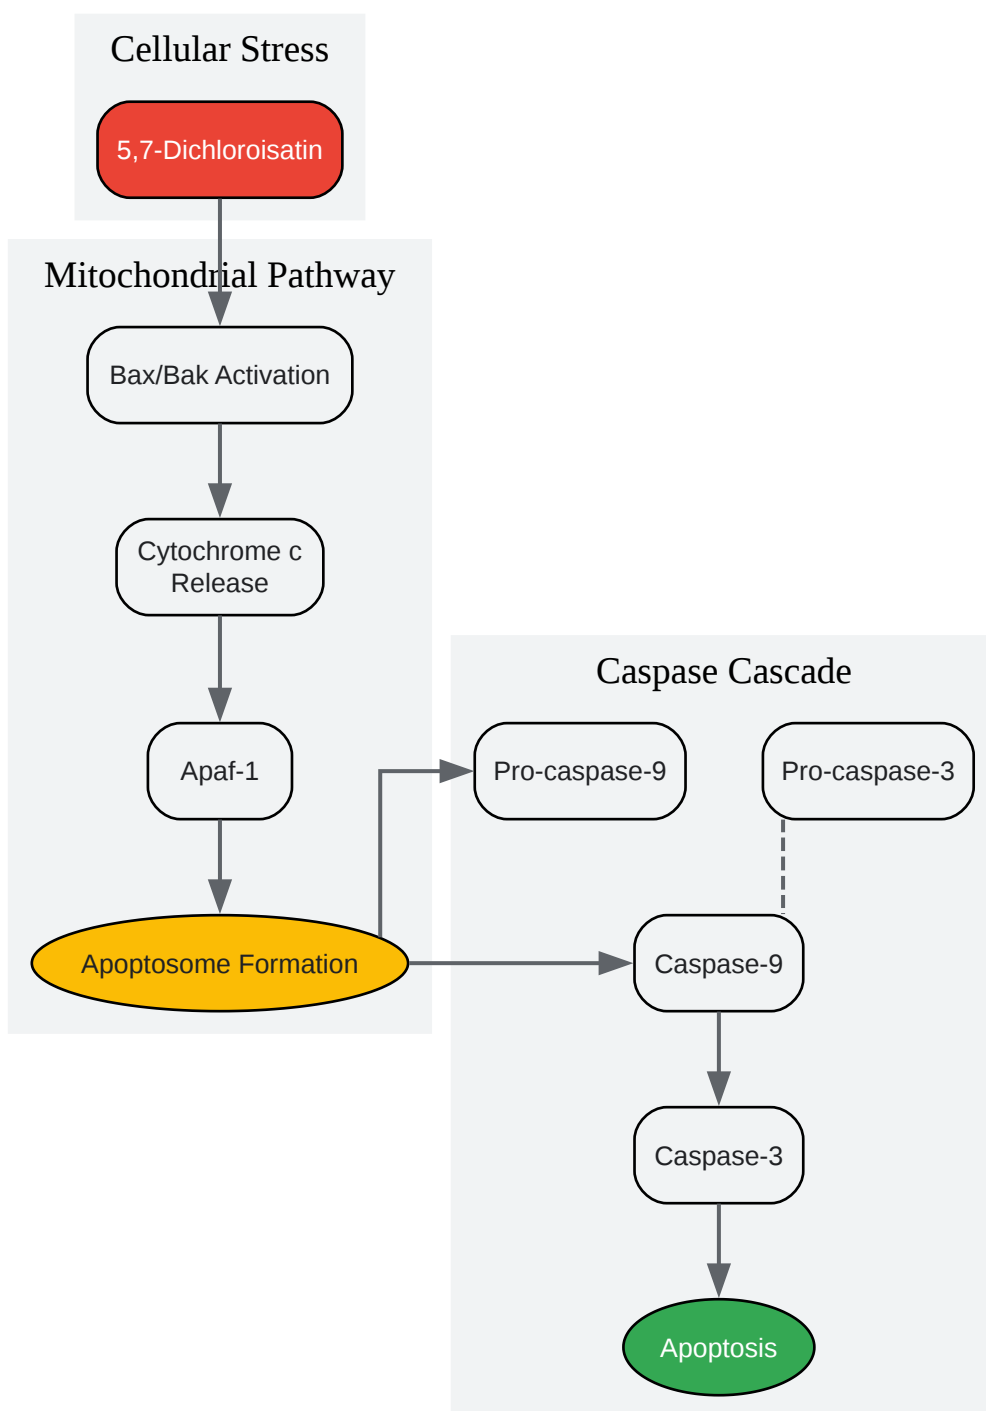 Cellular Stress
5,7-Dichloroisatin
Mitochondrial Pathway
Bax/Bak Activation
Cytochrome c
Release
Caspase Cascade
Apaf-1
Pro-caspase-9
Pro-caspase-3
Apoptosome Formation
Caspase-9
Caspase-3
Apoptosis